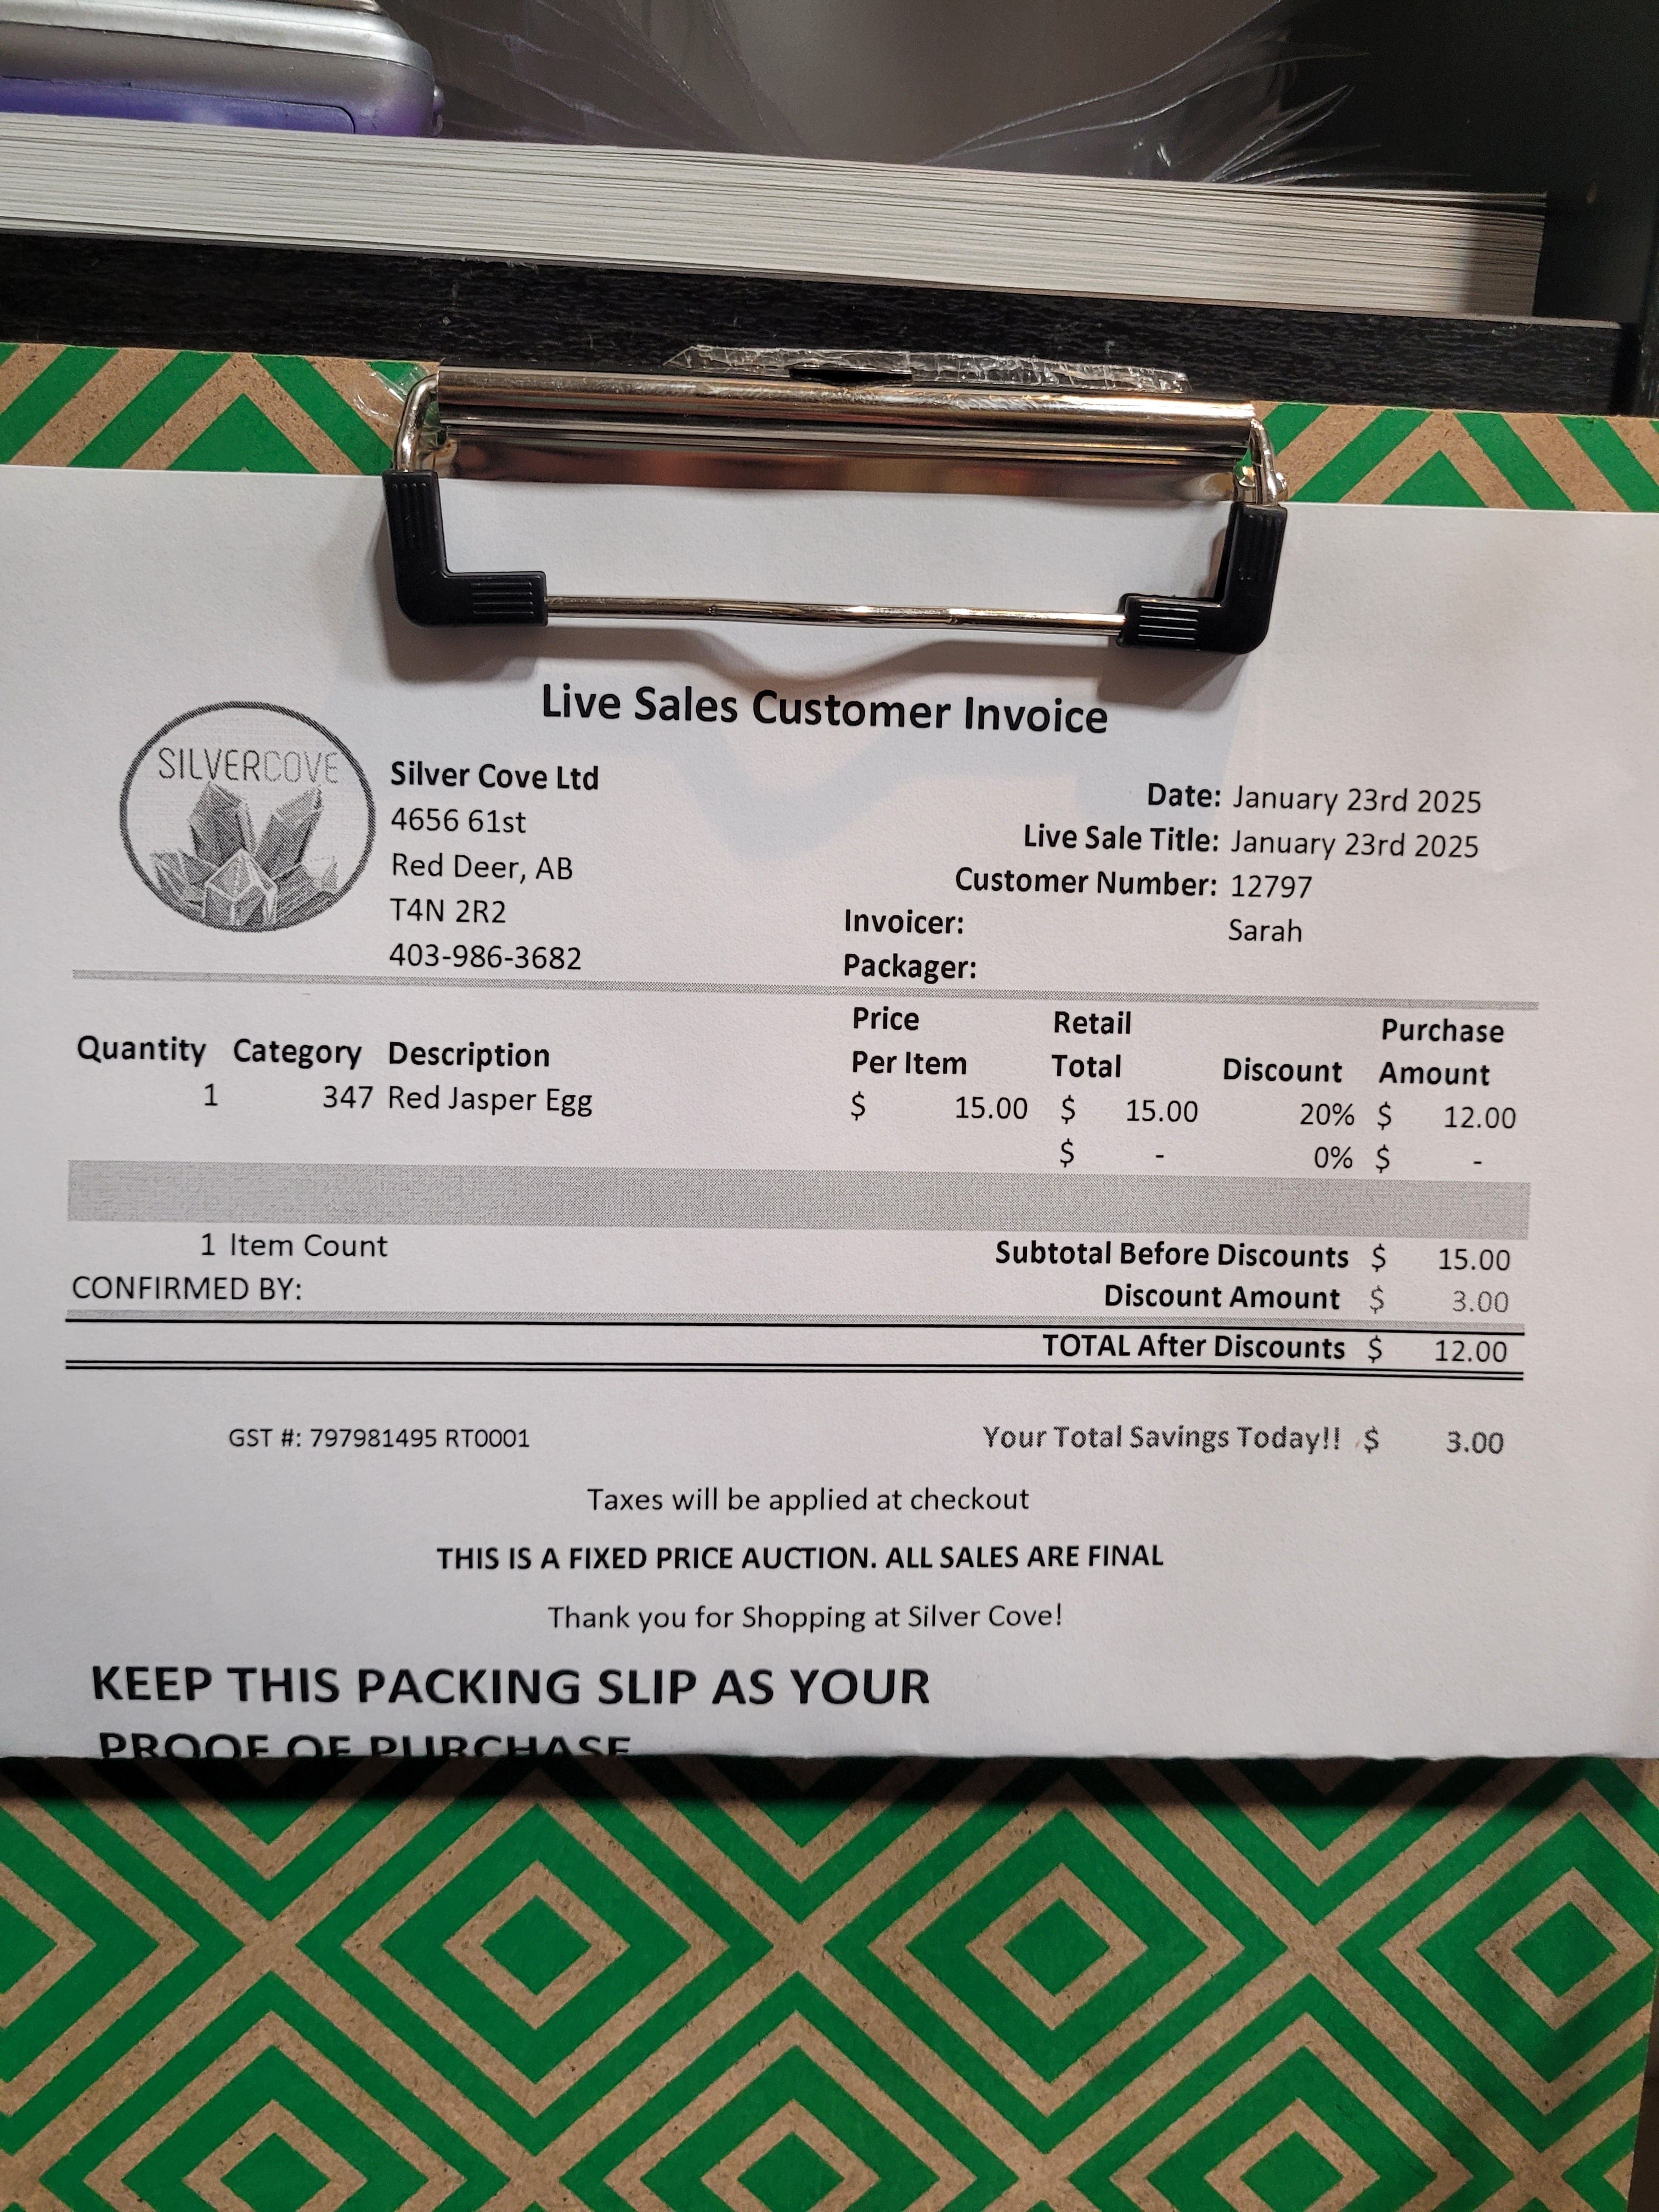 Live Sales Customer Invoice
SILVERCOVE
Silver Cove Ltd
4656 61st
Red Deer, AB
T4N 2R2
403-986-3682
Date: January 23rd 2025
Live Sale Title: January 23rd 2025
Customer Number: 12797
Invoicer: Sarah
Packager:
Quantity Category Description Price Per Item Retail Total Discount Purchase Amount
1 347 Red Jasper Egg $ 15.00 $ 15.00 20% $ 12.00
$ - 0% $ -
1 Item Count Subtotal Before Discounts $ 15.00
CONFIRMED BY: Discount Amount $ 3.00
TOTAL After Discounts $ 12.00
GST #: 797981495 RT0001 Your Total Savings Today!! $ 3.00
Taxes will be applied at checkout
THIS IS A FIXED PRICE AUCTION. ALL SALES ARE FINAL
Thank you for Shopping at Silver Cove!
KEEP THIS PACKING SLIP AS YOUR
PROOF OF PURCHASE